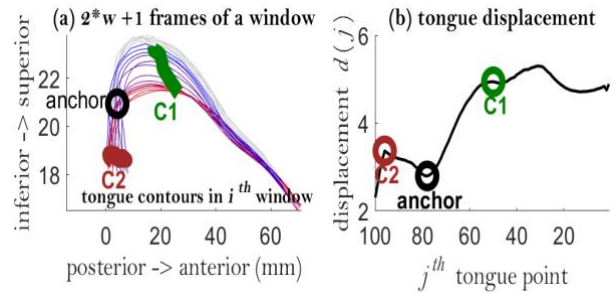 (a) 2*w+1 frames of a window
inferior -> superior
22
21
19
18
anchor
C1
C2
tongue contours in i th window
0 20 40 60
posterior -> anterior (mm)
(b) tongue displacement
displacement d(j)
6
4
2
C1
C2
anchor
100 80 60 40 20
j th tongue point